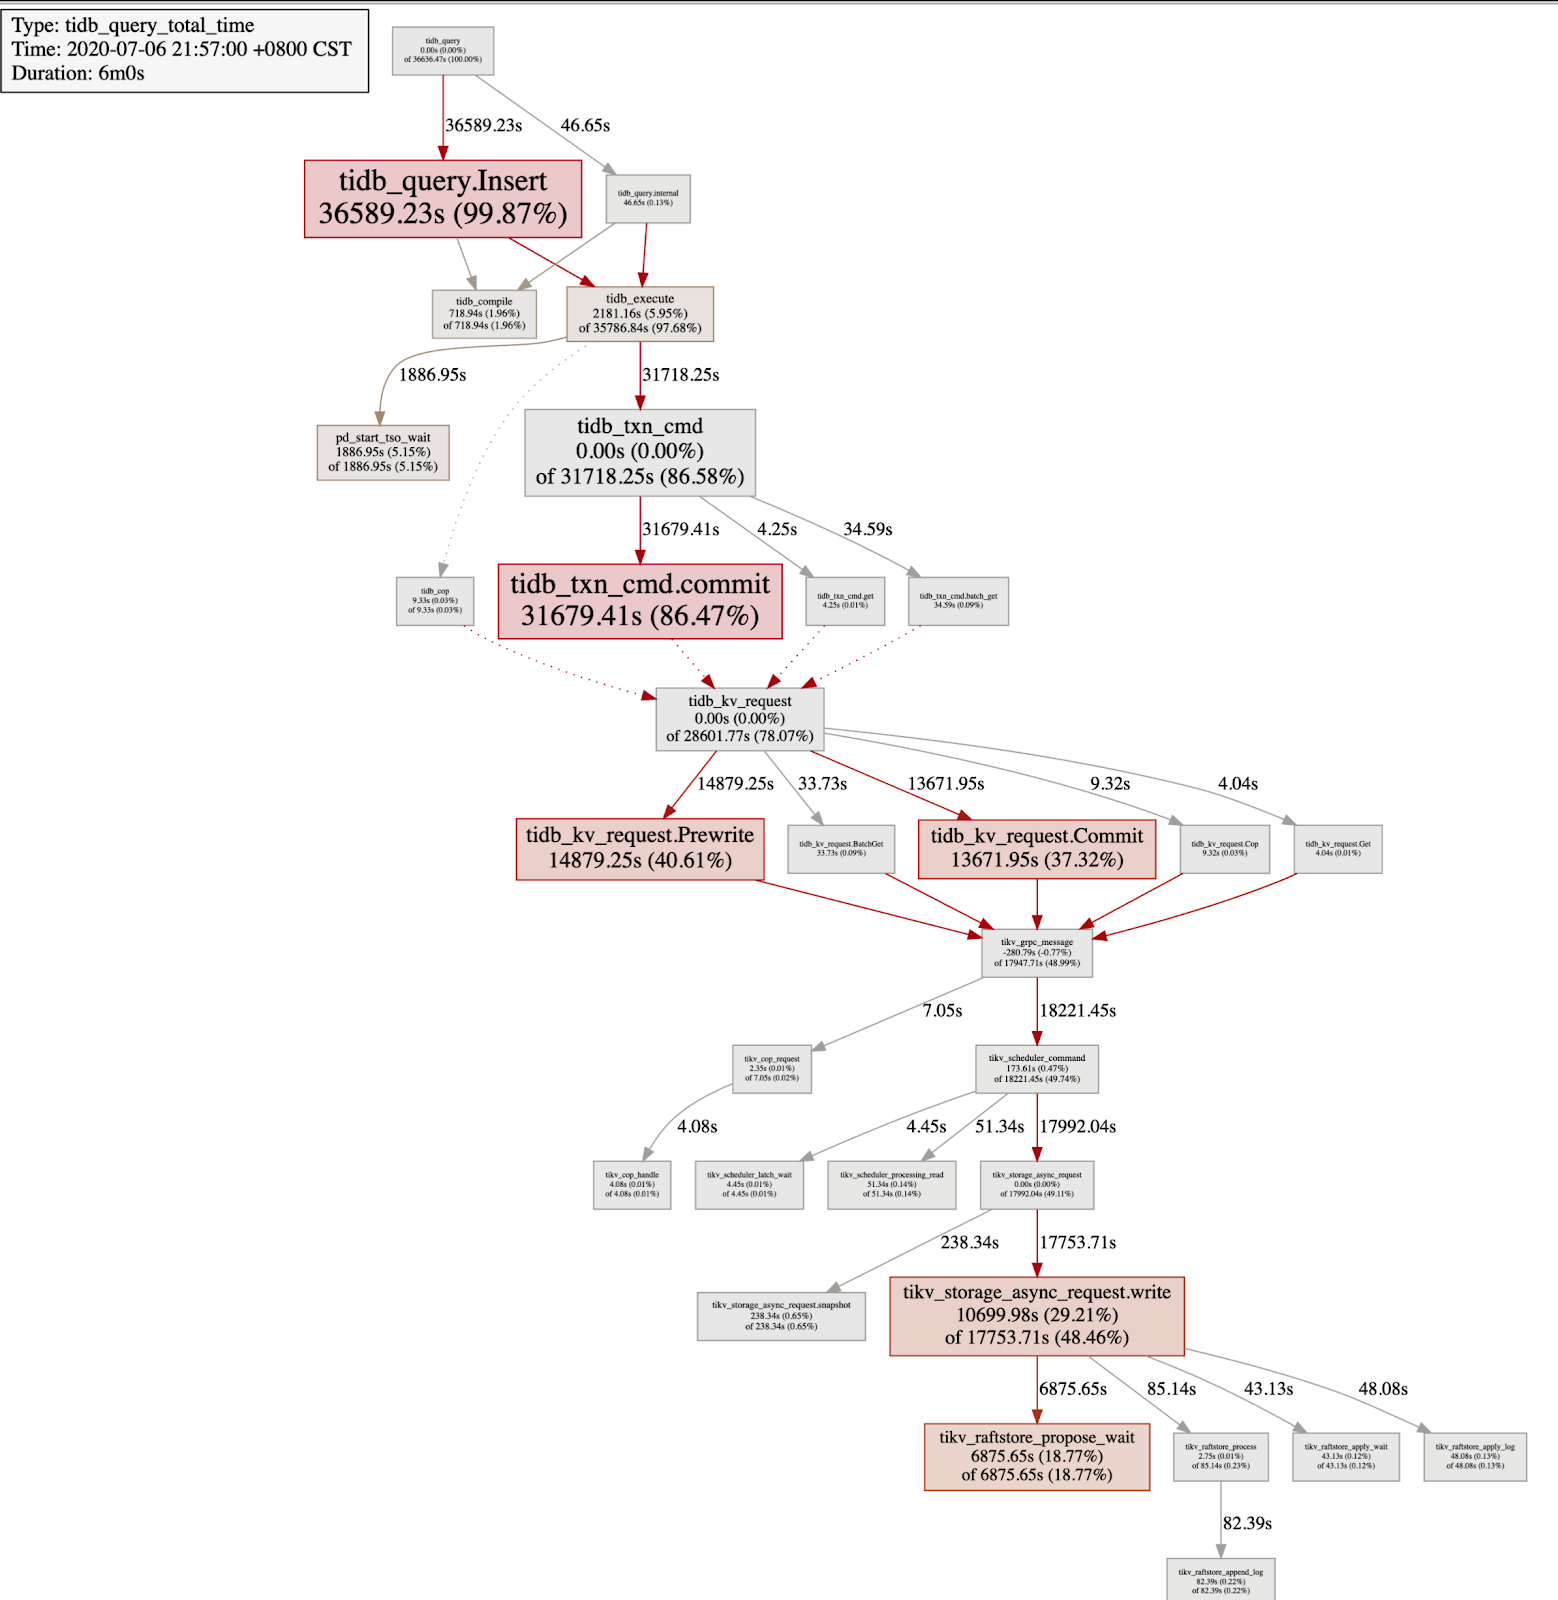 Type: tidb_query_total_time
Time: 2020-07-06 21:57:00 +0800 CST
Duration: 6m0s
tidb_query
0.00s (0.00%)
of 36636.47s (100.00%)
36589.23s
46.65s
tidb_query.Insert
36589.23s (99.87%)
tidb_query.internal
46.65s (0.13%)
tidb_compile
718.94s (1.96%)
of 718.94s (1.96%)
tidb_execute
2181.16s (5.95%)
of 35786.84s (97.68%)
1886.95s
31718.25s
pd_start_tso_wait
1886.95s (5.15%)
of 1886.95s (5.15%)
tidb_txn_cmd
0.00s (0.00%)
of 31718.25s (86.58%)
31679.41s
4.25s
34.59s
tidb_cop
9.33s (0.03%)
of 9.33s (0.03%)
tidb_txn_cmd.commit
31679.41s (86.47%)
tidb_txn_cmd.get
4.25s (0.01%)
tidb_txn_cmd.batch_get
34.59s (0.09%)
tidb_kv_request
0.00s (0.00%)
of 28601.77s (78.07%)
14879.25s
33.73s
13671.95s
9.32s
4.04s
tidb_kv_request.Prewrite
14879.25s (40.61%)
tidb_kv_request.BatchGet
33.73s (0.09%)
tidb_kv_request.Commit
13671.95s (37.32%)
tidb_kv_request.Cop
9.32s (0.03%)
tidb_kv_request.Get
4.04s (0.01%)
tikv_grpc_message
-280.79s (-0.77%)
of 17947.71s (48.99%)
7.05s
18221.45s
tikv_cop_request
2.35s (0.01%)
of 7.05s (0.02%)
tikv_scheduler_command
173.61s (0.47%)
of 18221.45s (49.74%)
4.08s
4.45s
51.34s
17992.04s
tikv_cop_handle
4.08s (0.01%)
of 4.08s (0.01%)
tikv_scheduler_latch_wait
4.45s (0.01%)
of 4.45s (0.01%)
tikv_scheduler_processing_read
51.34s (0.14%)
of 51.34s (0.14%)
tikv_storage_async_request
0.00s (0.00%)
of 17992.04s (49.11%)
238.34s
17753.71s
tikv_storage_async_request.snapshot
238.34s (0.65%)
of 238.34s (0.65%)
tikv_storage_async_request.write
10699.98s (29.21%)
of 17753.71s (48.46%)
6875.65s
85.14s
43.13s
48.08s
tikv_raftstore_propose_wait
6875.65s (18.77%)
of 6875.65s (18.77%)
tikv_raftstore_process
2.75s (0.01%)
of 85.14s (0.23%)
tikv_raftstore_apply_wait
43.13s (0.12%)
of 43.13s (0.12%)
tikv_raftstore_apply_log
48.08s (0.13%)
of 48.08s (0.13%)
82.39s
tikv_raftstore_append_log
82.39s (0.22%)
of 82.39s (0.22%)